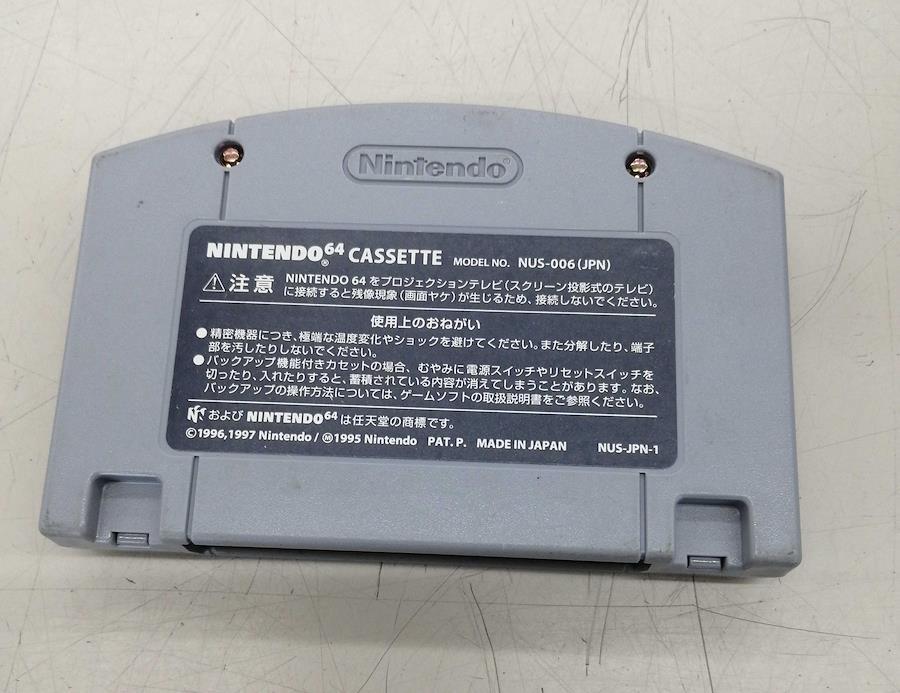 Nintendo®
NINTENDO®64 CASSETTE MODEL NO. NUS-006(JPN)
注意 NINTENDO 64 をプロジェクションテレビ(スクリーン投影式のテレビ)
に接続すると残像現象(画面ヤケ)が生じるため、接続しないでください。
使用上のおねがい
●精密機器につき、極端な温度変化やショックを避けてください。また分解したり、端子
部を汚したりしないでください。
●バックアップ機能付きカセットの場合、むやみに電源スイッチやリセットスイッチを
切ったり、入れたりすると、蓄積されている内容が消えてしまうことがあります。なお、
バックアップの操作方法については、ゲームソフトの取扱説明書をご参照ください。
および NINTENDO64 は任天堂の商標です。
©1996,1997 Nintendo / Ⓜ1995 Nintendo PAT. P. MADE IN JAPAN NUS-JPN-1